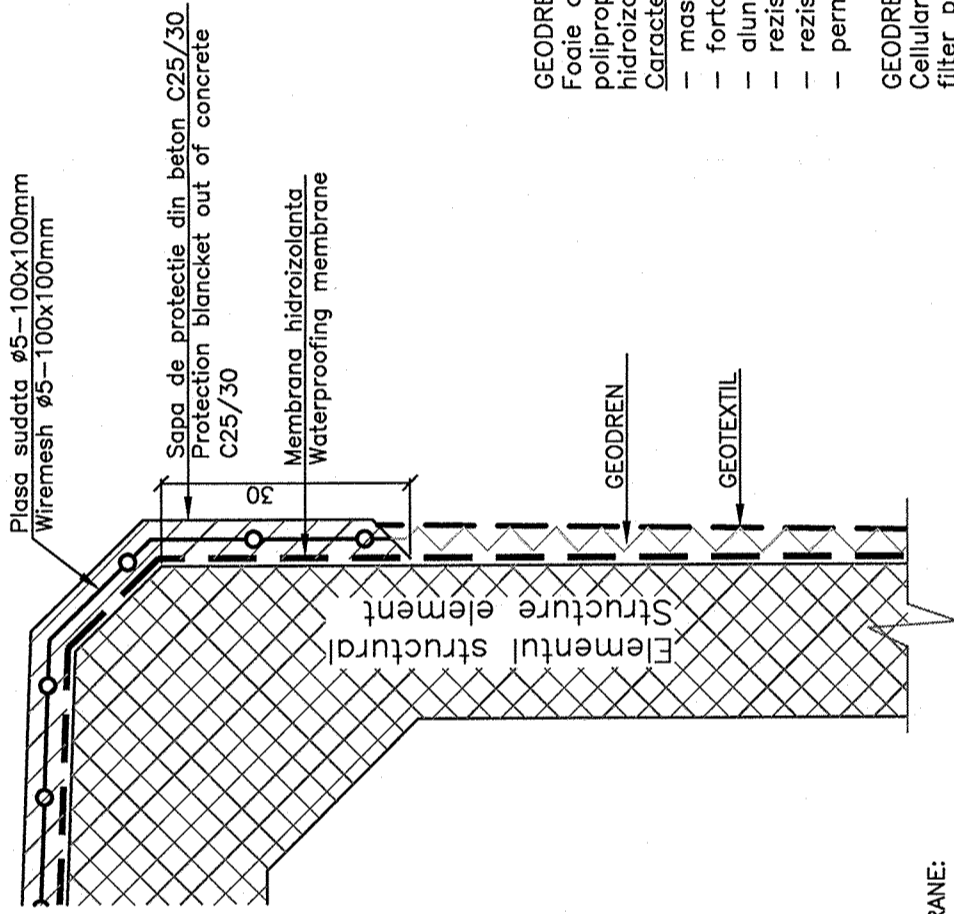 Plasa sudata ø5-100x100mm
Wiremesh ø5-100x100mm
Sapa de protectie din beton C25/30
Protection blancket out of concrete
C25/30
Membrana hidroizolanta
Waterproofing membrane
30
GEODREN
GEOTEXTIL
Elementul structural
Structure element
GEODRE
Foaie
poliprop
hidroizo
Caracte
- mas
- forta
- alun
- rezis
- rezis
- perm
GEODRE
Cellular
filter p
RANE: